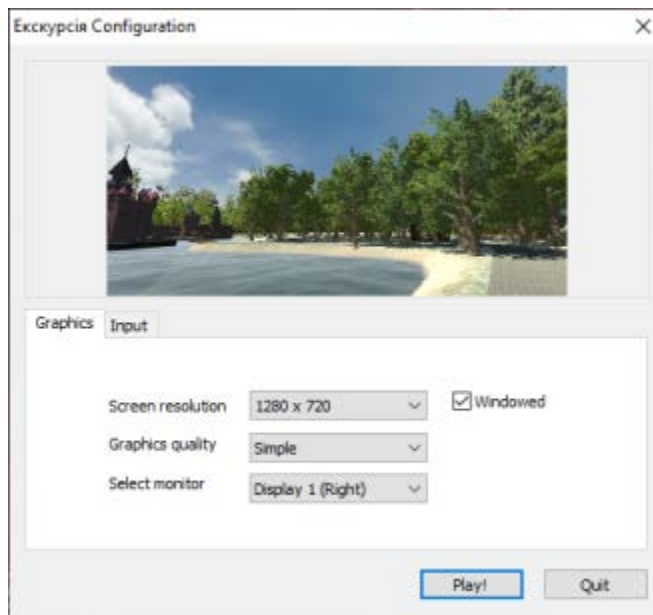 Екскурсія Configuration
Graphics Input
Screen resolution 1280 x 720 Windowed
Graphics quality Simple
Select monitor Display 1 (Right)
Play! Quit